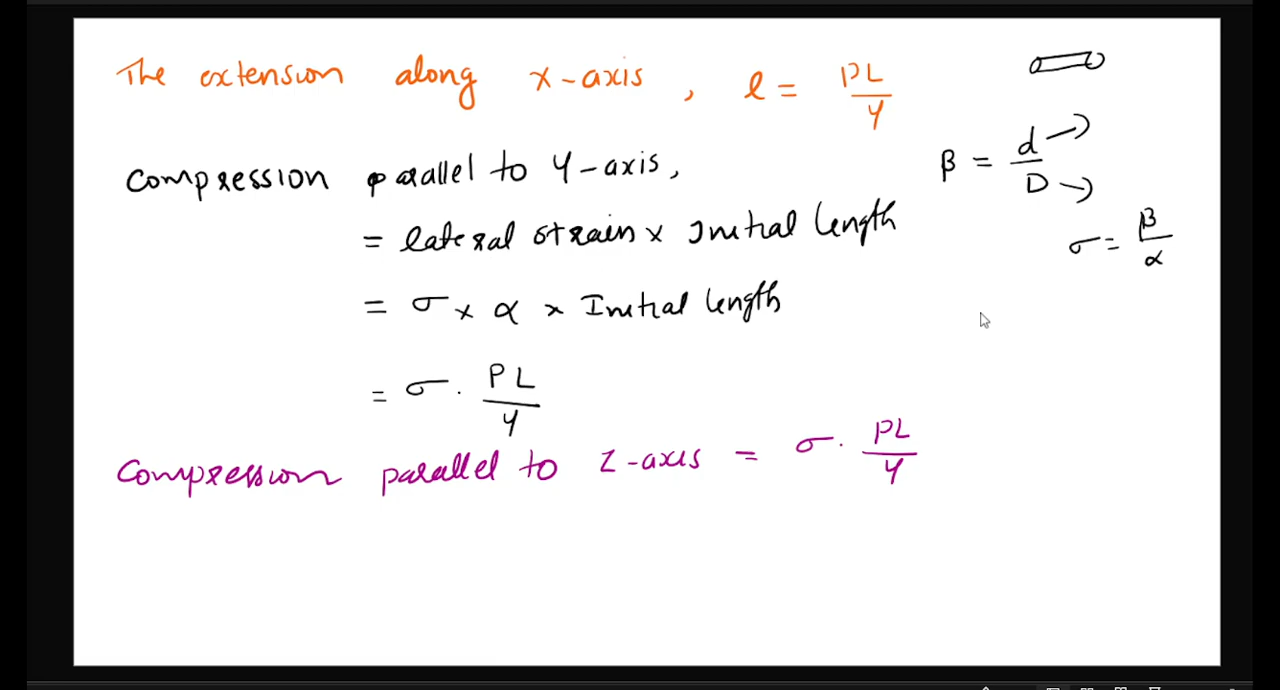 The extension along x-axis, l = PL/Y
Compression parallel to Y-axis,
β = d/D
= lateral strain x Initial length
σ = β/α
= σ x α x Initial length
= σ . PL/Y
Compression parallel to Z-axis = σ . PL/Y